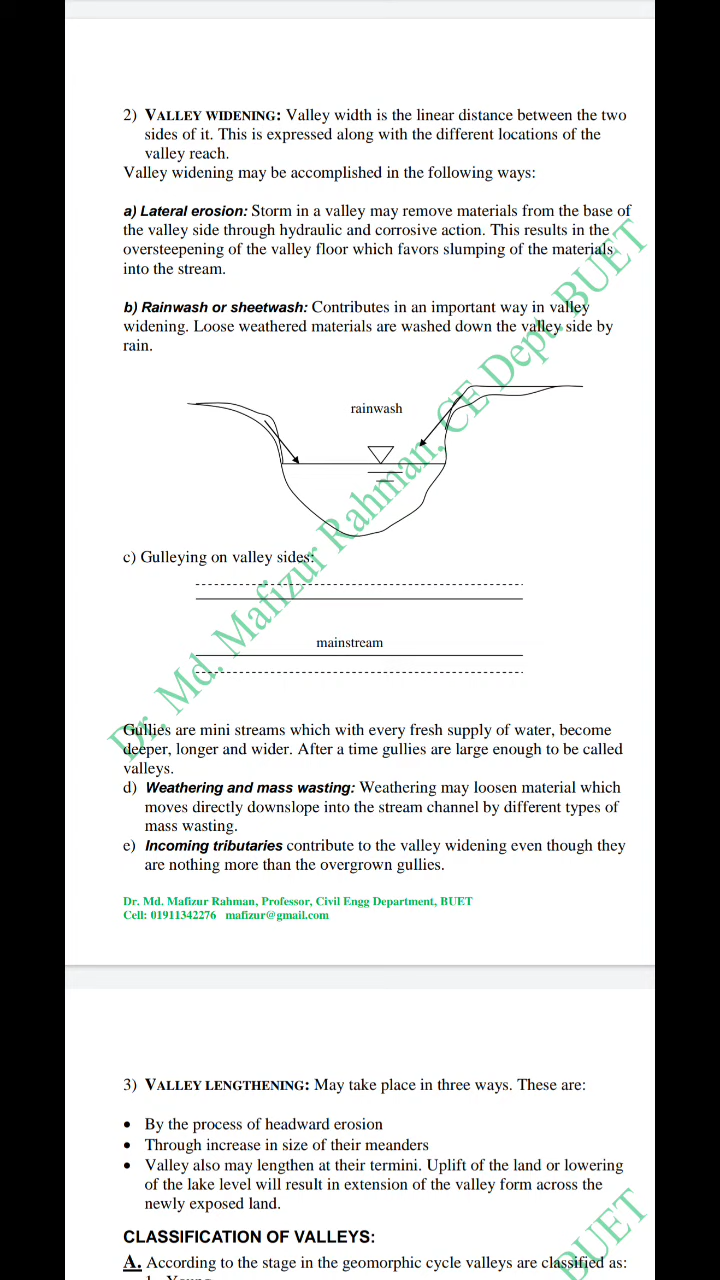 2) VALLEY WIDENING: Valley width is the linear distance between the two
sides of it. This is expressed along with the different locations of the
valley reach.
Valley widening may be accomplished in the following ways:
a) Lateral erosion: Storm in a valley may remove materials from the base of
the valley side through hydraulic and corrosive action. This results in the
oversteepening of the valley floor which favors slumping of the materials
into the stream.
b) Rainwash or sheetwash: Contributes in an important way in valley
widening. Loose weathered materials are washed down the valley side by
rain.
rainwash
c) Gulleying on valley sides:
mainstream
Gullies are mini streams which with every fresh supply of water, become
deeper, longer and wider. After a time gullies are large enough to be called
valleys.
d) Weathering and mass wasting: Weathering may loosen material which
moves directly downslope into the stream channel by different types of
mass wasting.
e) Incoming tributaries contribute to the valley widening even though they
are nothing more than the overgrown gullies.
Dr. Md. Mafizur Rahman, CE Dept. BUET
Dr. Md. Mafizur Rahman, Professor, Civil Engg Department, BUET
Cell: 01911342276 mafizur@gmail.com
3) VALLEY LENGTHENING: May take place in three ways. These are:
• By the process of headward erosion
• Through increase in size of their meanders
• Valley also may lengthen at their termini. Uplift of the land or lowering
of the lake level will result in extension of the valley form across the
newly exposed land.
CLASSIFICATION OF VALLEYS:
A. According to the stage in the geomorphic cycle valleys are classified as:
BUET